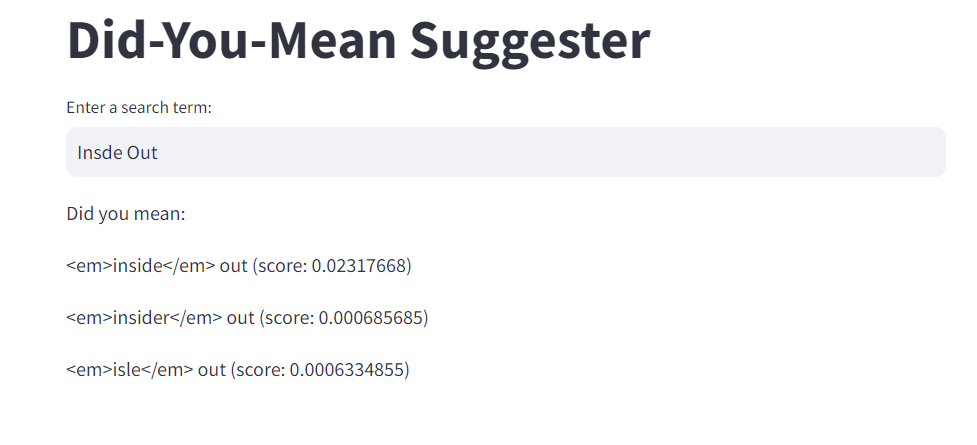 Did-You-Mean Suggester
Enter a search term:
Insde Out
Did you mean:
<em>inside</em> out (score: 0.02317668)
<em>insider</em> out (score: 0.000685685)
<em>isle</em> out (score: 0.0006334855)